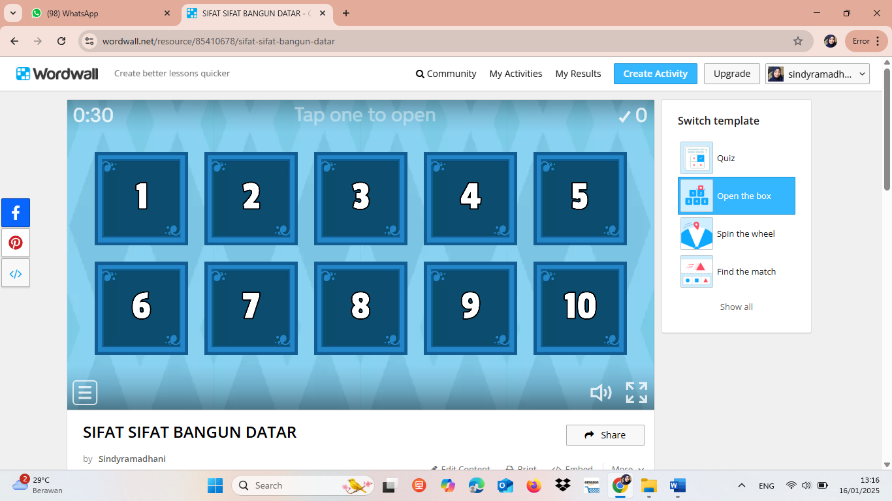 (98) WhatsApp
SIFAT SIFAT BANGUN DATAR - 
wordwall.net/resource/85410678/sifat-sifat-bangun-datar
Error
Wordwall
Create better lessons quicker
Community
My Activities
My Results
Create Activity
Upgrade
sindyramadh...
0:30
Tap one to open
0
1 2 3 4 5
6 7 8 9 10
Switch template
Quiz
Open the box
Spin the wheel
Find the match
Show all
SIFAT SIFAT BANGUN DATAR
Share
by Sindyramadhani
Edit Content
Print
Embed
More
2
29°C
Berawan
Search
ENG
13:16
16/01/2025